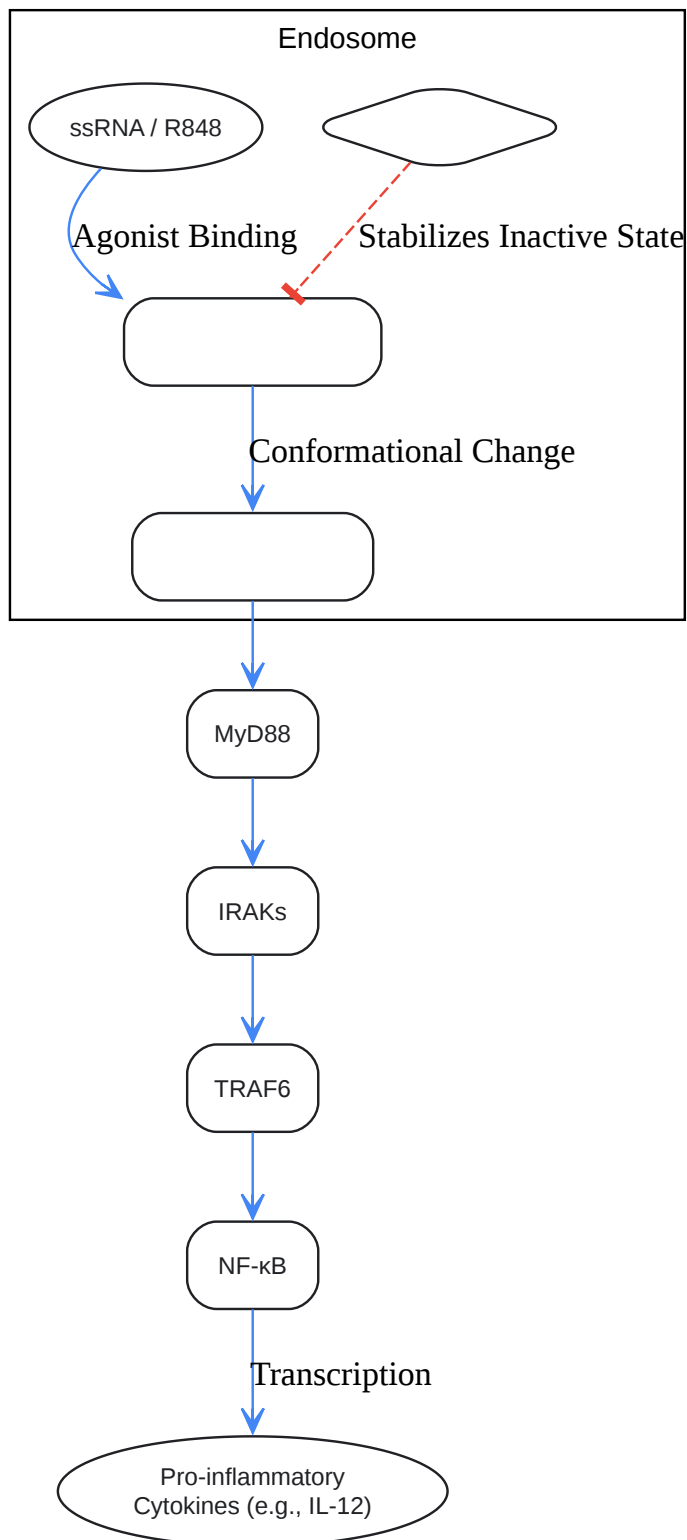 Endosome
ssRNA / R848
Agonist Binding
Stabilizes Inactive State
Conformational Change
MyD88
IRAKs
TRAF6
NF-κB
Transcription
Pro-inflammatory
Cytokines (e.g., IL-12)